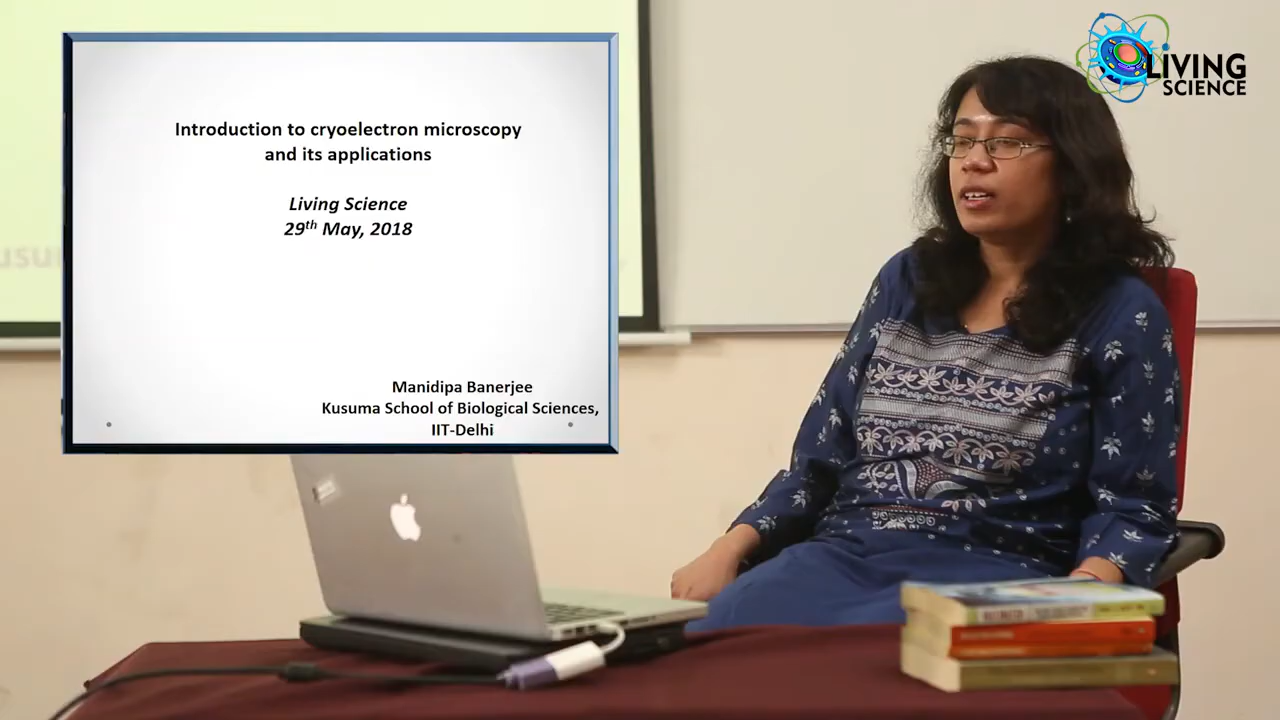 Introduction to cryoelectron microscopy
and its applications
Living Science
29th May, 2018
Manidipa Banerjee
Kusuma School of Biological Sciences,
IIT-Delhi
LIVING
SCIENCE